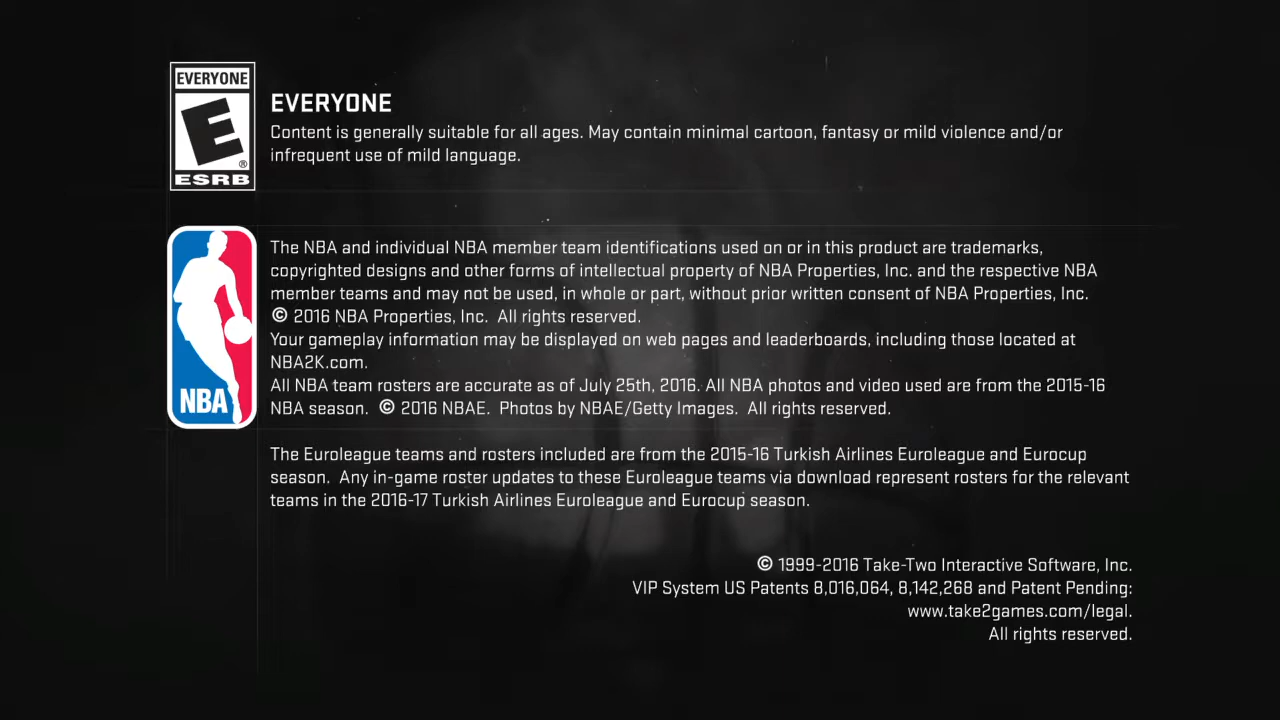 EVERYONE
E
®
ESRB
EVERYONE
Content is generally suitable for all ages. May contain minimal cartoon, fantasy or mild violence and/or
infrequent use of mild language.
NBA
The NBA and individual NBA member team identifications used on or in this product are trademarks,
copyrighted designs and other forms of intellectual property of NBA Properties, Inc. and the respective NBA
member teams and may not be used, in whole or part, without prior written consent of NBA Properties, Inc.
© 2016 NBA Properties, Inc. All rights reserved.
Your gameplay information may be displayed on web pages and leaderboards, including those located at
NBA2K.com.
All NBA team rosters are accurate as of July 25th, 2016. All NBA photos and video used are from the 2015-16
NBA season. © 2016 NBAE. Photos by NBAE/Getty Images. All rights reserved.
The Euroleague teams and rosters included are from the 2015-16 Turkish Airlines Euroleague and Eurocup
season. Any in-game roster updates to these Euroleague teams via download represent rosters for the relevant
teams in the 2016-17 Turkish Airlines Euroleague and Eurocup season.
© 1999-2016 Take-Two Interactive Software, Inc.
VIP System US Patents 8,016,064, 8,142,268 and Patent Pending:
www.take2games.com/legal.
All rights reserved.